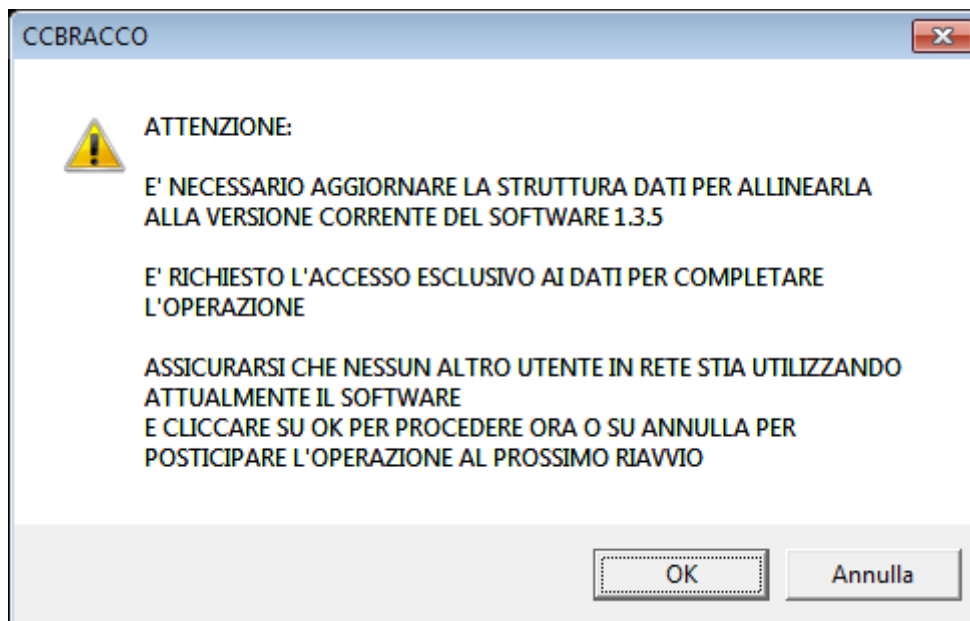 CCBRACCO
ATTENZIONE:
E' NECESSARIO AGGIORNARE LA STRUTTURA DATI PER ALLINEARLA
ALLA VERSIONE CORRENTE DEL SOFTWARE 1.3.5
E' RICHIESTO L'ACCESSO ESCLUSIVO AI DATI PER COMPLETARE
L'OPERAZIONE
ASSICURARSI CHE NESSUN ALTRO UTENTE IN RETE STIA UTILIZZANDO
ATTUALMENTE IL SOFTWARE
E CLICCARE SU OK PER PROCEDERE ORA O SU ANNULLA PER
POSTICIPARE L'OPERAZIONE AL PROSSIMO RIAVVIO
OK
Annulla